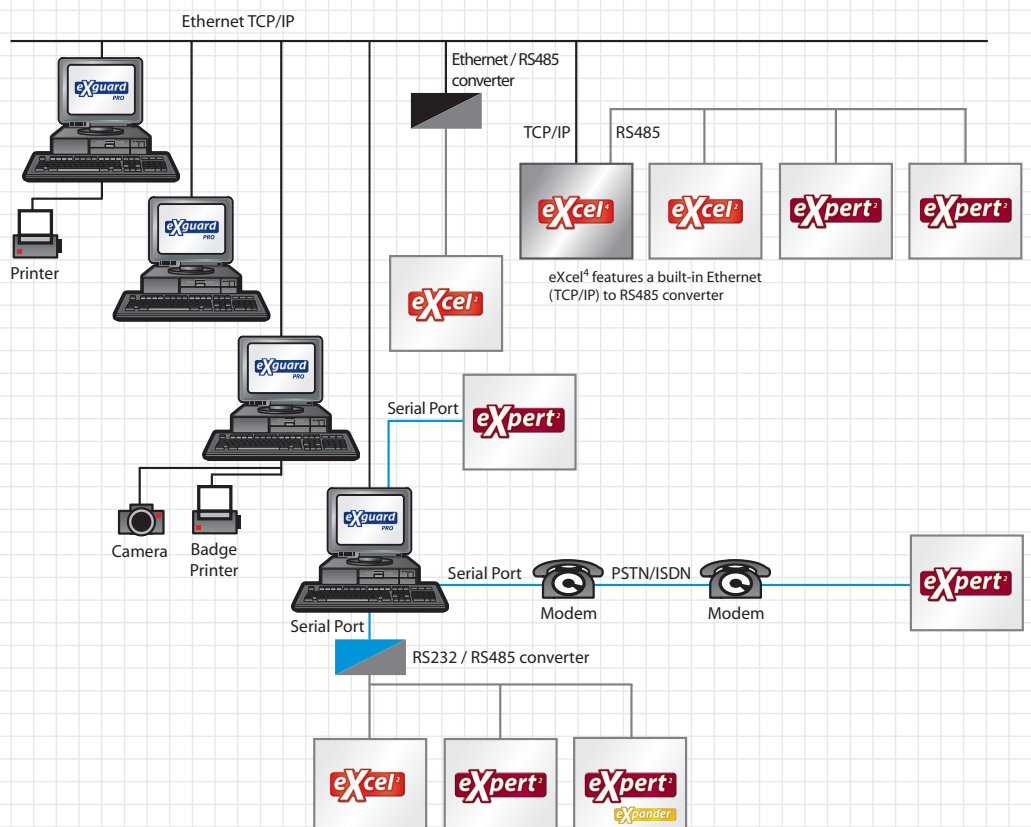 Ethernet TCP/IP
eXguard
PRO
Ethernet / RS485
converter
TCP/IP
RS485
eXcel⁴
eXcel²
eXpert²
eXpert²
eXguard
PRO
Printer
eXcel⁴ features a built-in Ethernet
(TCP/IP) to RS485 converter
eXcel²
eXguard
PRO
Serial Port
eXpert²
eXguard
PRO
Camera
Badge
Printer
Serial Port
PSTN/ISDN
Modem
Modem
eXpert²
Serial Port
RS232 / RS485 converter
eXcel²
eXpert²
eXpert²
eXpander